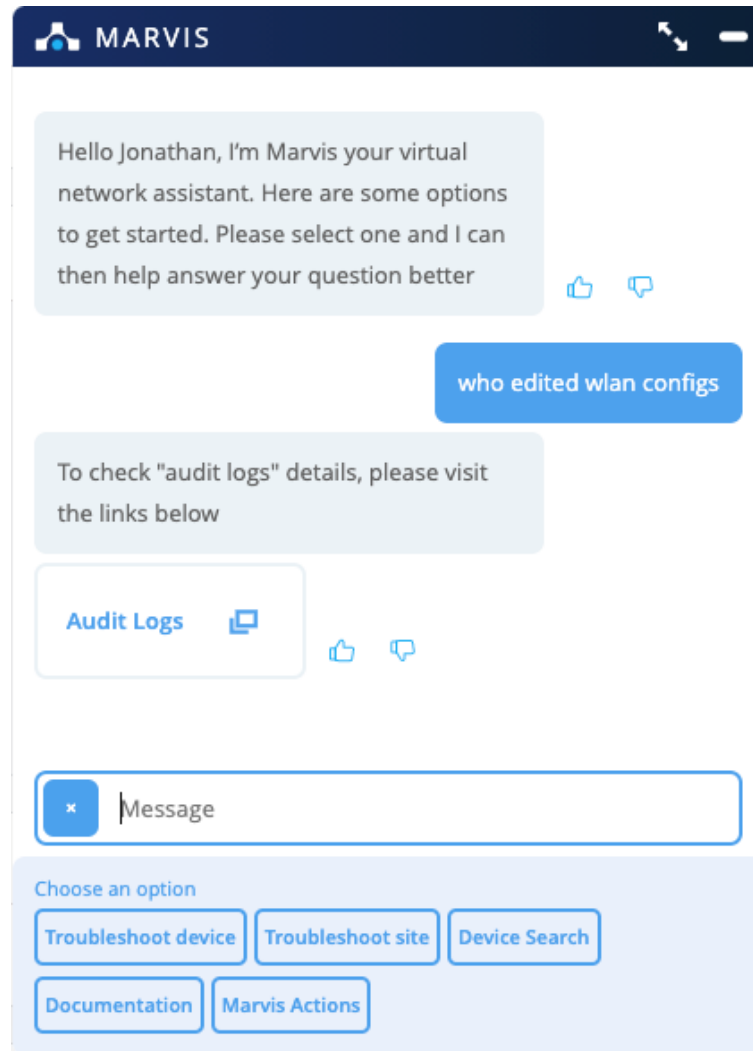 MARVIS
Hello Jonathan, I'm Marvis your virtual
network assistant. Here are some options
to get started. Please select one and I can
then help answer your question better
who edited wlan configs
To check "audit logs" details, please visit
the links below
Audit Logs
Message
Choose an option
Troubleshoot device
Troubleshoot site
Device Search
Documentation
Marvis Actions